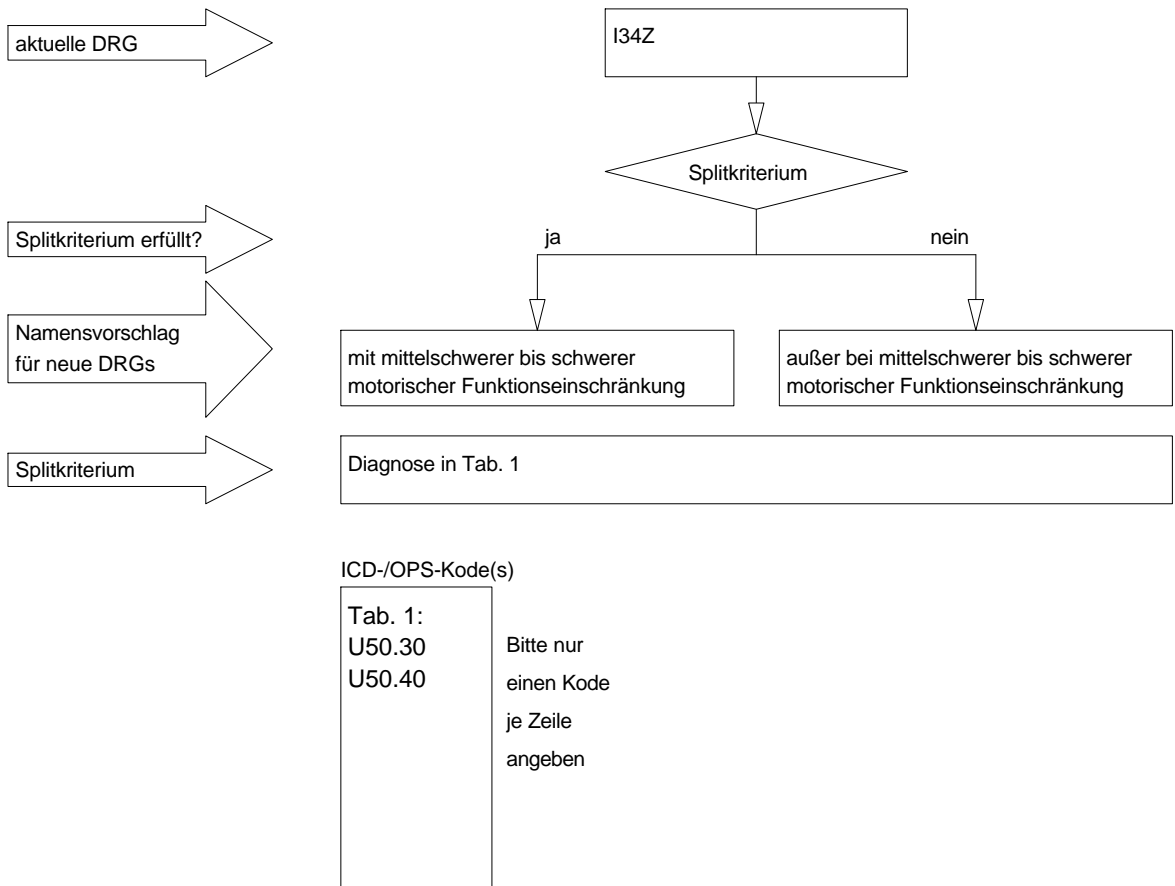 aktuelle DRG
I34Z
Splitkriterium
Splitkriterium erfüllt?
ja
nein
Namensvorschlag
für neue DRGs
mit mittelschwerer bis schwerer
motorischer Funktionseinschränkung
außer bei mittelschwerer bis schwerer
motorischer Funktionseinschränkung
Splitkriterium
Diagnose in Tab. 1
ICD-/OPS-Kode(s)
Tab. 1:
U50.30
U50.40
Bitte nur
einen Kode
je Zeile
angeben